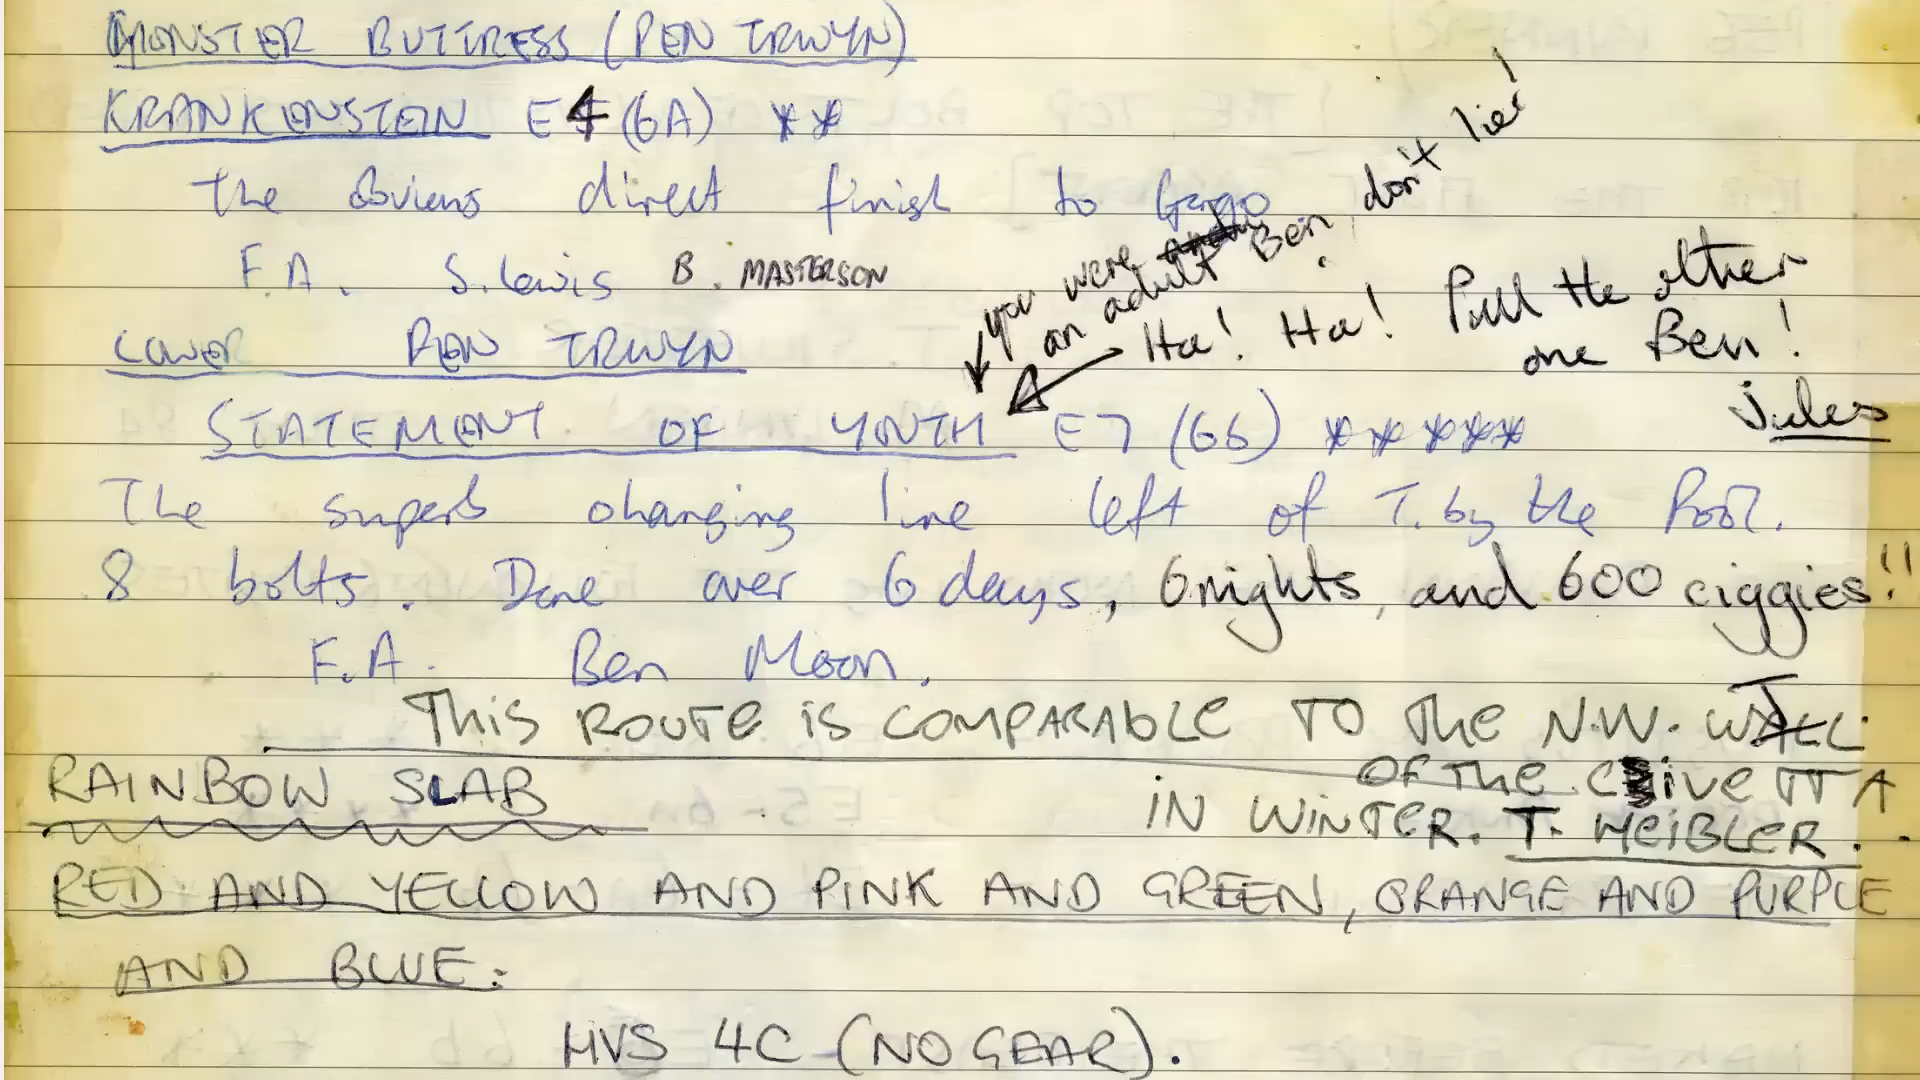 MONSTER BUTTRESS (PEN TRWYN)
KRANKENSTEIN E4 (6A) **
The obvious direct finish to Gorgo
F.A. S. Lewis B. MASTERSON
you were an adult Ben, don't lie!
Ha! Ha! Pull the other
one Ben!
Jules
LOWER PEN TRWYN
STATEMENT OF YOUTH E7 (6b) *****
The superb changing line left of T. by the Pool.
8 bolts. Done over 6 days, 6 nights, and 600 ciggies!!
F.A. Ben Moon.
THIS ROUTE IS COMPARABLE TO THE N.W. WALL
OF THE CIVETTA
IN WINTER. T. HEIBLER.
RAINBOW SLAB
RED AND YELLOW AND PINK AND GREEN, ORANGE AND PURPLE
AND BLUE:
HVS 4C (NO GEAR).